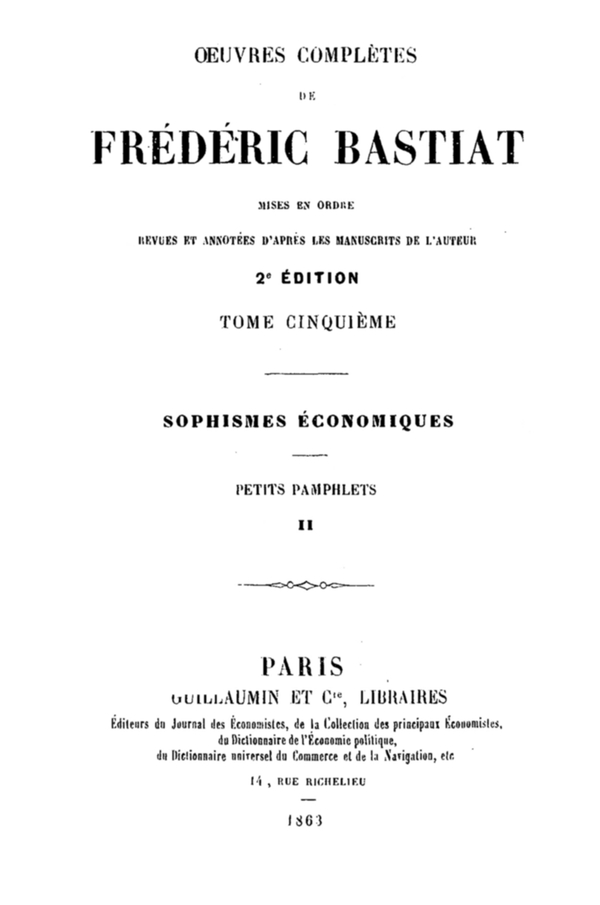 OEUVRES COMPLÈTES
DE
FRÉDÉRIC BASTIAT
MISES EN ORDRE
REVUES ET ANNOTÉES D'APRÈS LES MANUSCRITS DE L'AUTEUR
2e ÉDITION
TOME CINQUIÈME
SOPHISMES ÉCONOMIQUES
PETITS PAMPHLETS
II
PARIS
GUILLAUMIN ET Cie, LIBRAIRES
Éditeurs du Journal des Économistes, de la Collection des principaux Économistes,
du Dictionnaire de l'Économie politique,
du Dictionnaire universel du Commerce et de la Navigation, etc
14, RUE RICHELIEU
1863